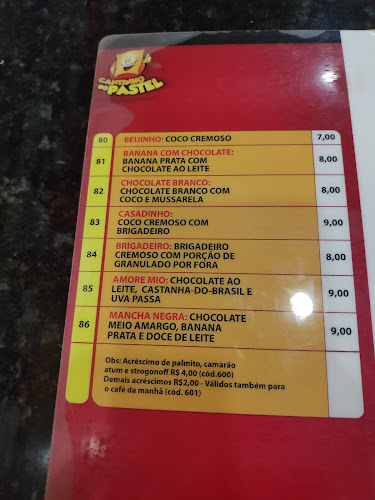 CANTINHO
DO PASTEL
80 BEIJINHO: COCO CREMOSO 7,00
81 BANANA COM CHOCOLATE:
BANANA PRATA COM
CHOCOLATE AO LEITE 8,00
82 CHOCOLATE BRANCO:
CHOCOLATE BRANCO COM
COCO E MUSSARELA 8,00
83 CASADINHO:
COCO CREMOSO COM
BRIGADEIRO 9,00
84 BRIGADEIRO: BRIGADEIRO
CREMOSO COM PORÇÃO DE
GRANULADO POR FORA 8,00
85 AMORE MIO: CHOCOLATE AO
LEITE, CASTANHA-DO-BRASIL E
UVA PASSA 9,00
86 MANCHA NEGRA: CHOCOLATE
MEIO AMARGO, BANANA
PRATA E DOCE DE LEITE 9,00
Obs: Acréscimo de palmito, camarão
atum e strogonoff R$ 4,00 (cód.600)
Demais acréscimos R$2,00 - Válidos também para
o café da manhã (cód. 601)